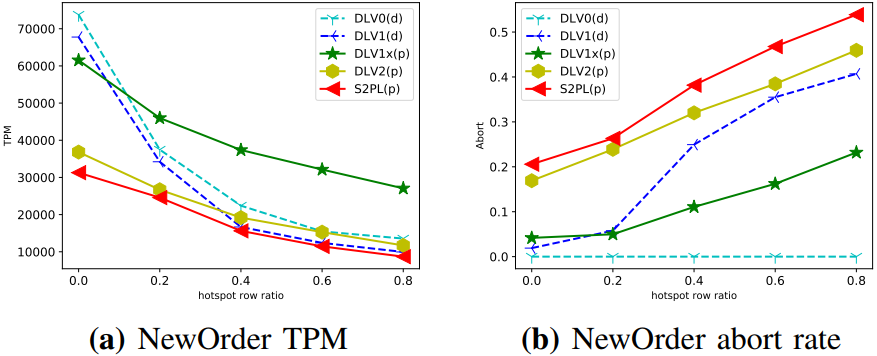 DLV0(d)
DLV1(d)
DLV1x(p)
DLV2(p)
S2PL(p)
70000
60000
50000
40000
30000
20000
10000
TPM
0.0 0.2 0.4 0.6 0.8
hotspot row ratio
(a) NewOrder TPM
DLV0(d)
DLV1(d)
DLV1x(p)
DLV2(p)
S2PL(p)
0.5
0.4
0.3
0.2
0.1
0.0
Abort
0.0 0.2 0.4 0.6 0.8
hotspot row ratio
(b) NewOrder abort rate